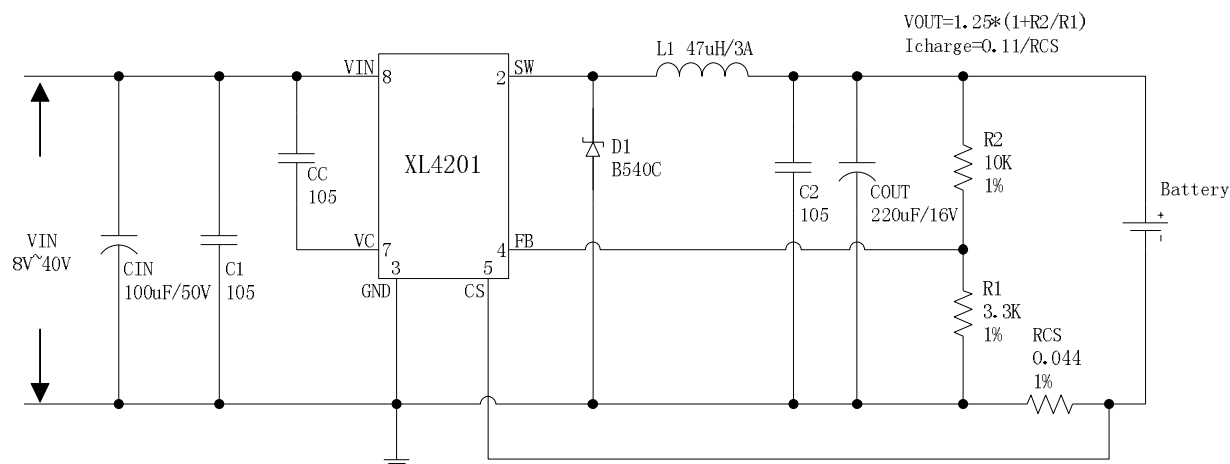 VOUT=1.25*(1+R2/R1)
Icharge=0.11/RCS
L1 47uH/3A
VIN
8
2
SW
XL4201
D1
B540C
R2
10K
1%
CC
105
C2
105
COUT
220uF/16V
Battery
+
-
VC
7
4
FB
3
5
GND
CS
VIN
8V~40V
CIN
100uF/50V
C1
105
R1
3.3K
1%
RCS
0.044
1%